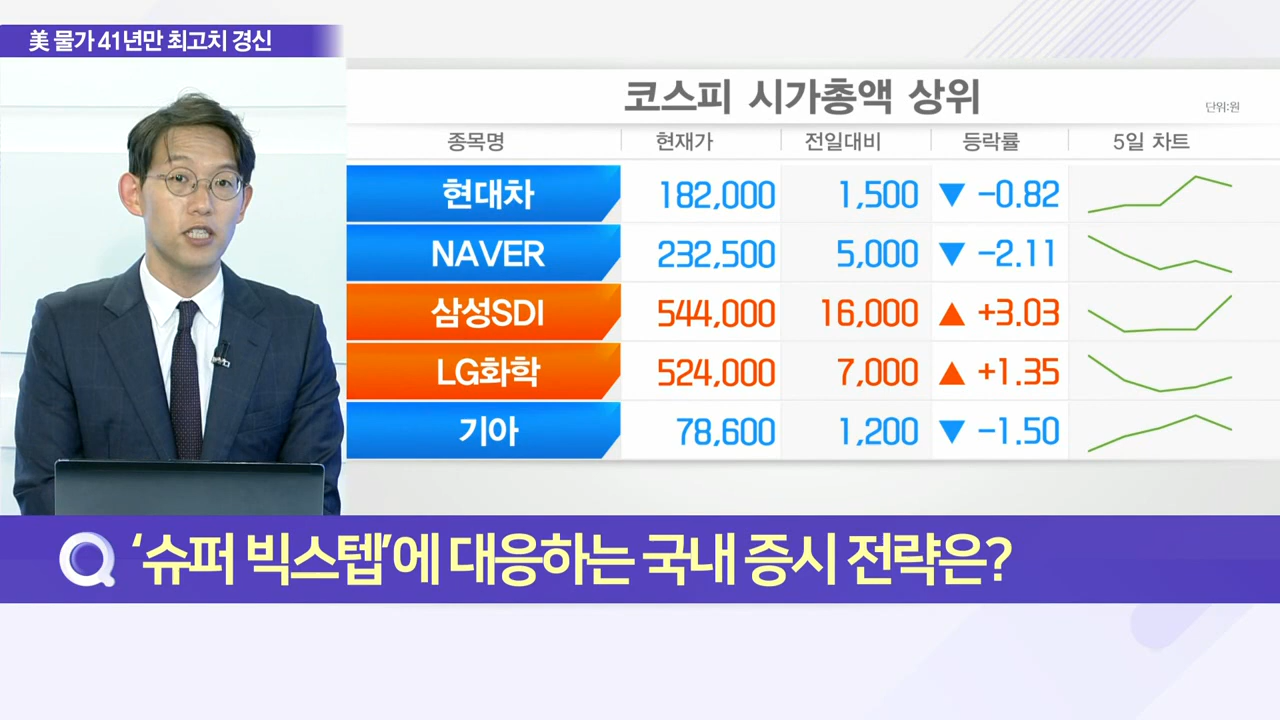 美 물가 41년만 최고치 경신
코스피 시가총액 상위
단위:원
종목명 현재가 전일대비 등락률 5일 차트
현대차 182,000 1,500 ▼ -0.82
NAVER 232,500 5,000 ▼ -2.11
삼성SDI 544,000 16,000 ▲ +3.03
LG화학 524,000 7,000 ▲ +1.35
기아 78,600 1,200 ▼ -1.50
Q '슈퍼 빅스텝'에 대응하는 국내 증시 전략은?